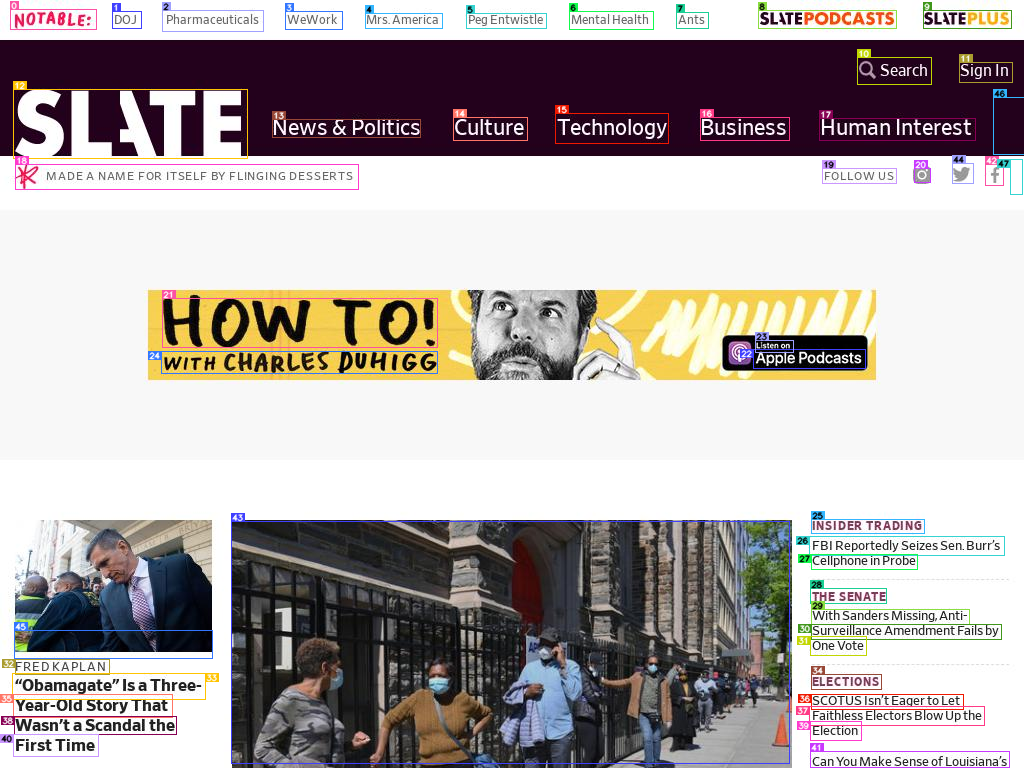 NOTABLE:
DOJ
Pharmaceuticals
WeWork
Mrs. America
Peg Entwistle
Mental Health
Ants
SLATEPODCASTS
SLATEPLUS
Search
Sign In
SLATE
News & Politics
Culture
Technology
Business
Human Interest
MADE A NAME FOR ITSELF BY FLINGING DESSERTS
FOLLOW US
HOW TO!
WITH CHARLES DUHIGG
Listen on
Apple Podcasts
FRED KAPLAN
“Obamagate” Is a Three-
Year-Old Story That
Wasn’t a Scandal the
First Time
INSIDER TRADING
FBI Reportedly Seizes Sen. Burr’s
Cellphone in Probe
THE SENATE
With Sanders Missing, Anti-
Surveillance Amendment Fails by
One Vote
ELECTIONS
SCOTUS Isn’t Eager to Let
Faithless Electors Blow Up the
Election
Can You Make Sense of Louisiana’s